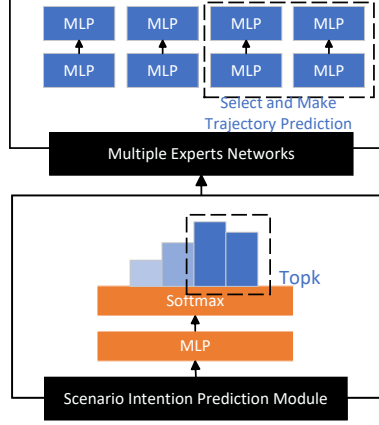 MLP MLP MLP MLP
MLP MLP MLP MLP
Select and Make
Trajectory Prediction
Multiple Experts Networks
Topk
Softmax
MLP
Scenario Intention Prediction Module